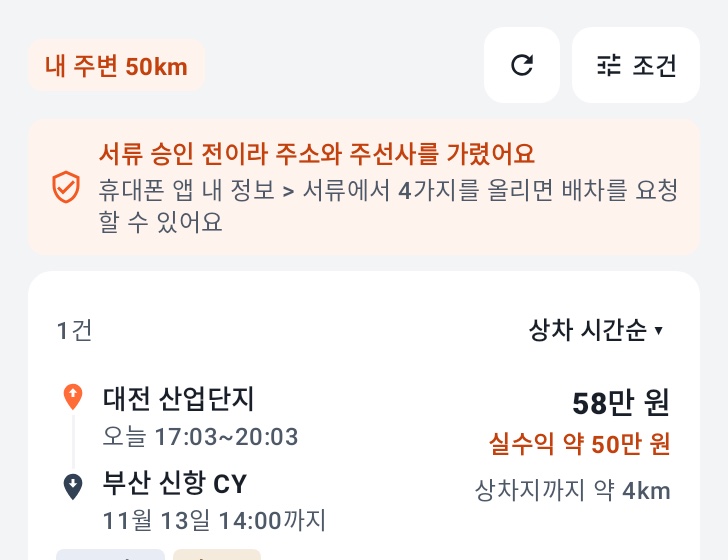 내 주변 50km
조건
서류 승인 전이라 주소와 주선사를 가렸어요
휴대폰 앱 내 정보 > 서류에서 4가지를 올리면 배차를 요청
할 수 있어요
1건
상차 시간순 ▾
대전 산업단지
58만 원
오늘 17:03~20:03
실수익 약 50만 원
부산 신항 CY
상차지까지 약 4km
11월 13일 14:00까지